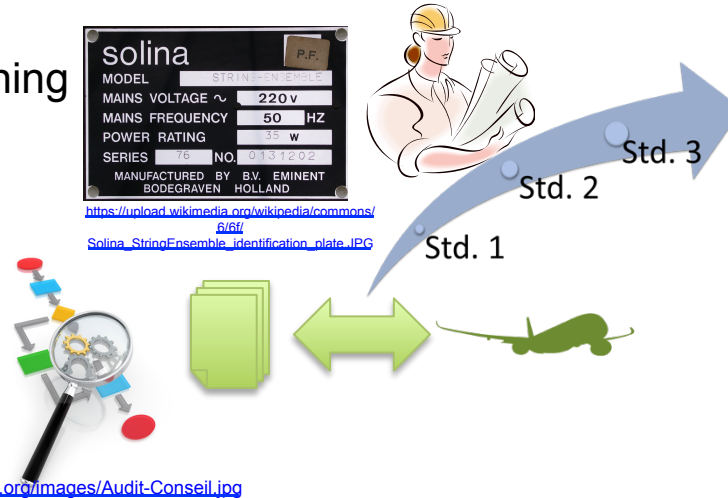 ning
solina
P.F.
MODEL STRING-ENSEMBLE
MAINS VOLTAGE ~ 220 v
MAINS FREQUENCY 50 HZ
POWER RATING 35 W
SERIES 76 NO. 0131202
MANUFACTURED BY B.V. EMINENT
BODEGRAVEN HOLLAND
https://upload.wikimedia.org/wikipedia/commons/
6/6f/
Solina_StringEnsemble_identification_plate.JPG
Std. 3
Std. 2
Std. 1
.org/images/Audit-Conseil.jpg